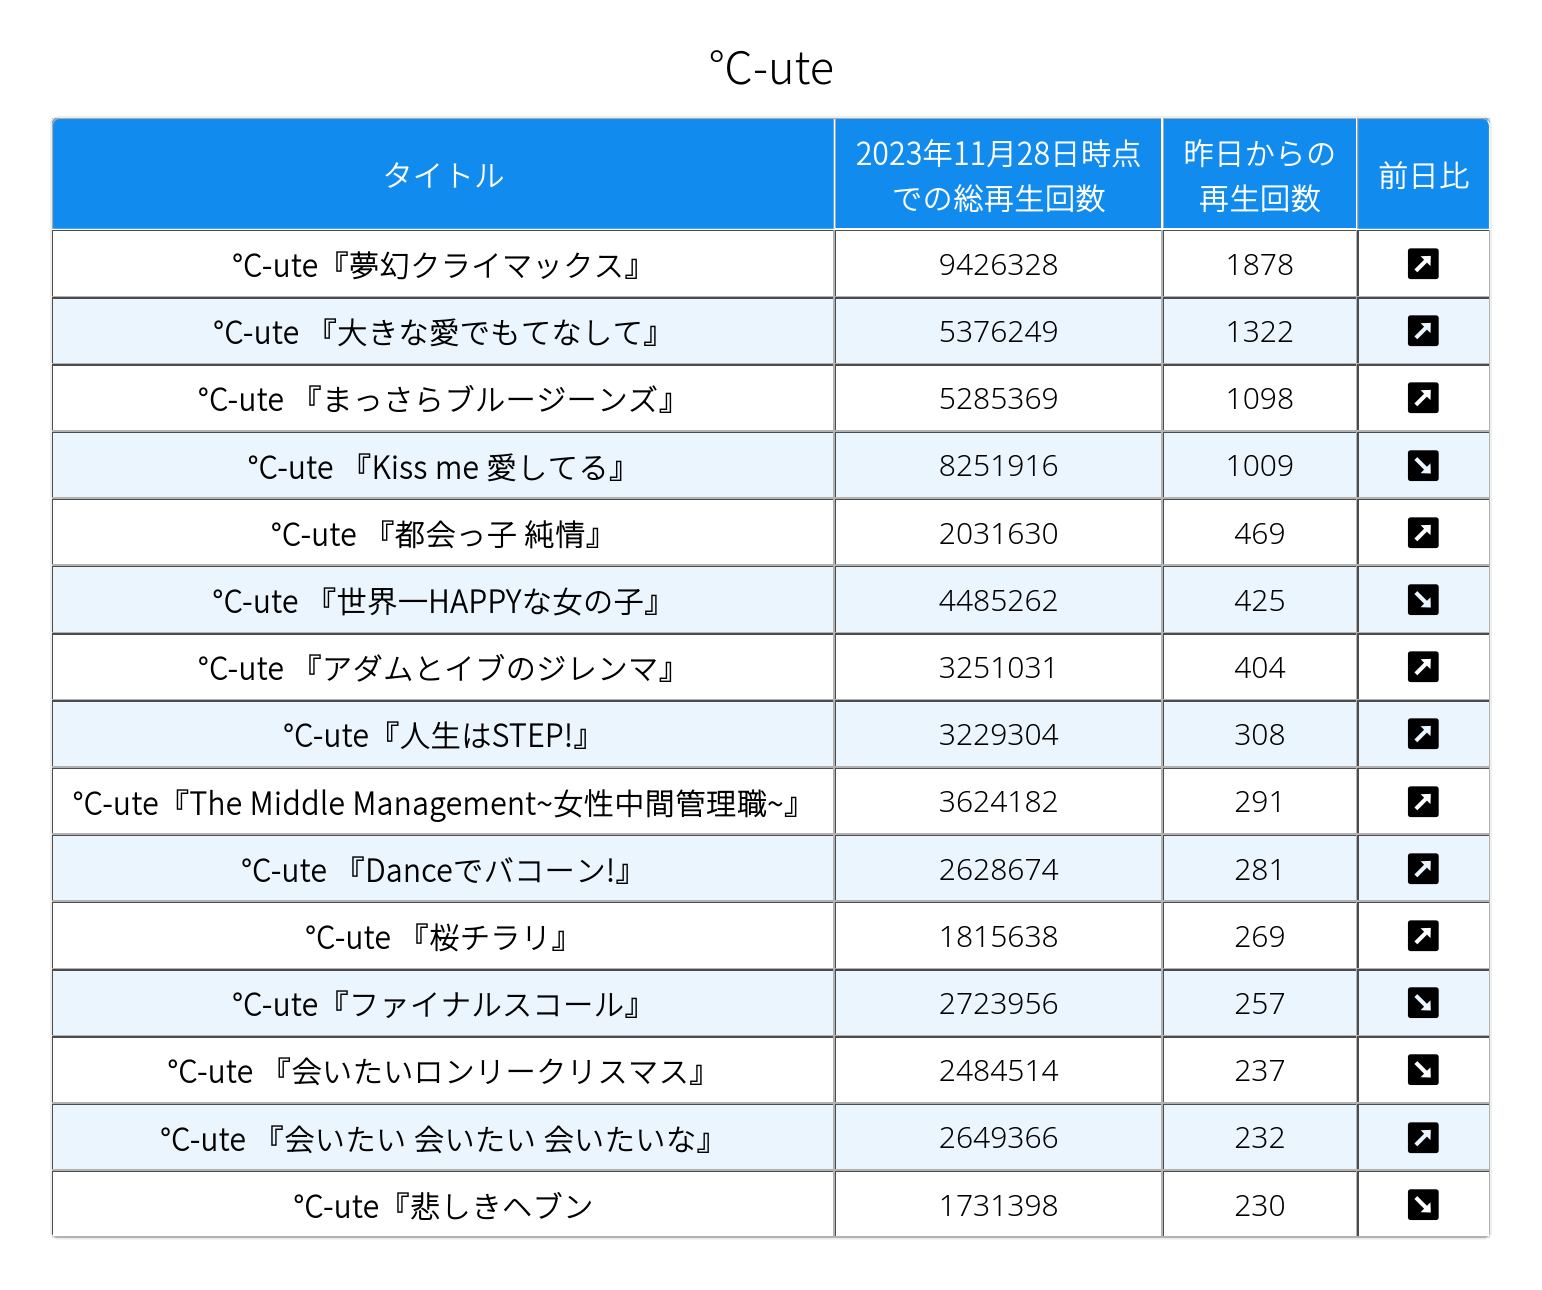 ℃-ute
タイトル
2023年11月28日時点
での総再生回数
昨日からの
再生回数
前日比
℃-ute『夢幻クライマックス』 9426328 1878 ↗
℃-ute 『大きな愛でもてなして』 5376249 1322 ↗
℃-ute 『まっさらブルージーンズ』 5285369 1098 ↗
℃-ute 『Kiss me 愛してる』 8251916 1009 ↘
℃-ute 『都会っ子 純情』 2031630 469 ↗
℃-ute 『世界一HAPPYな女の子』 4485262 425 ↘
℃-ute 『アダムとイブのジレンマ』 3251031 404 ↗
℃-ute『人生はSTEP!』 3229304 308 ↗
℃-ute『The Middle Management~女性中間管理職~』 3624182 291 ↗
℃-ute 『Danceでバコーン!』 2628674 281 ↗
℃-ute 『桜チラリ』 1815638 269 ↗
℃-ute『ファイナルスコール』 2723956 257 ↘
℃-ute 『会いたいロンリークリスマス』 2484514 237 ↘
℃-ute 『会いたい 会いたい 会いたいな』 2649366 232 ↗
℃-ute『悲しきヘブン 1731398 230 ↘